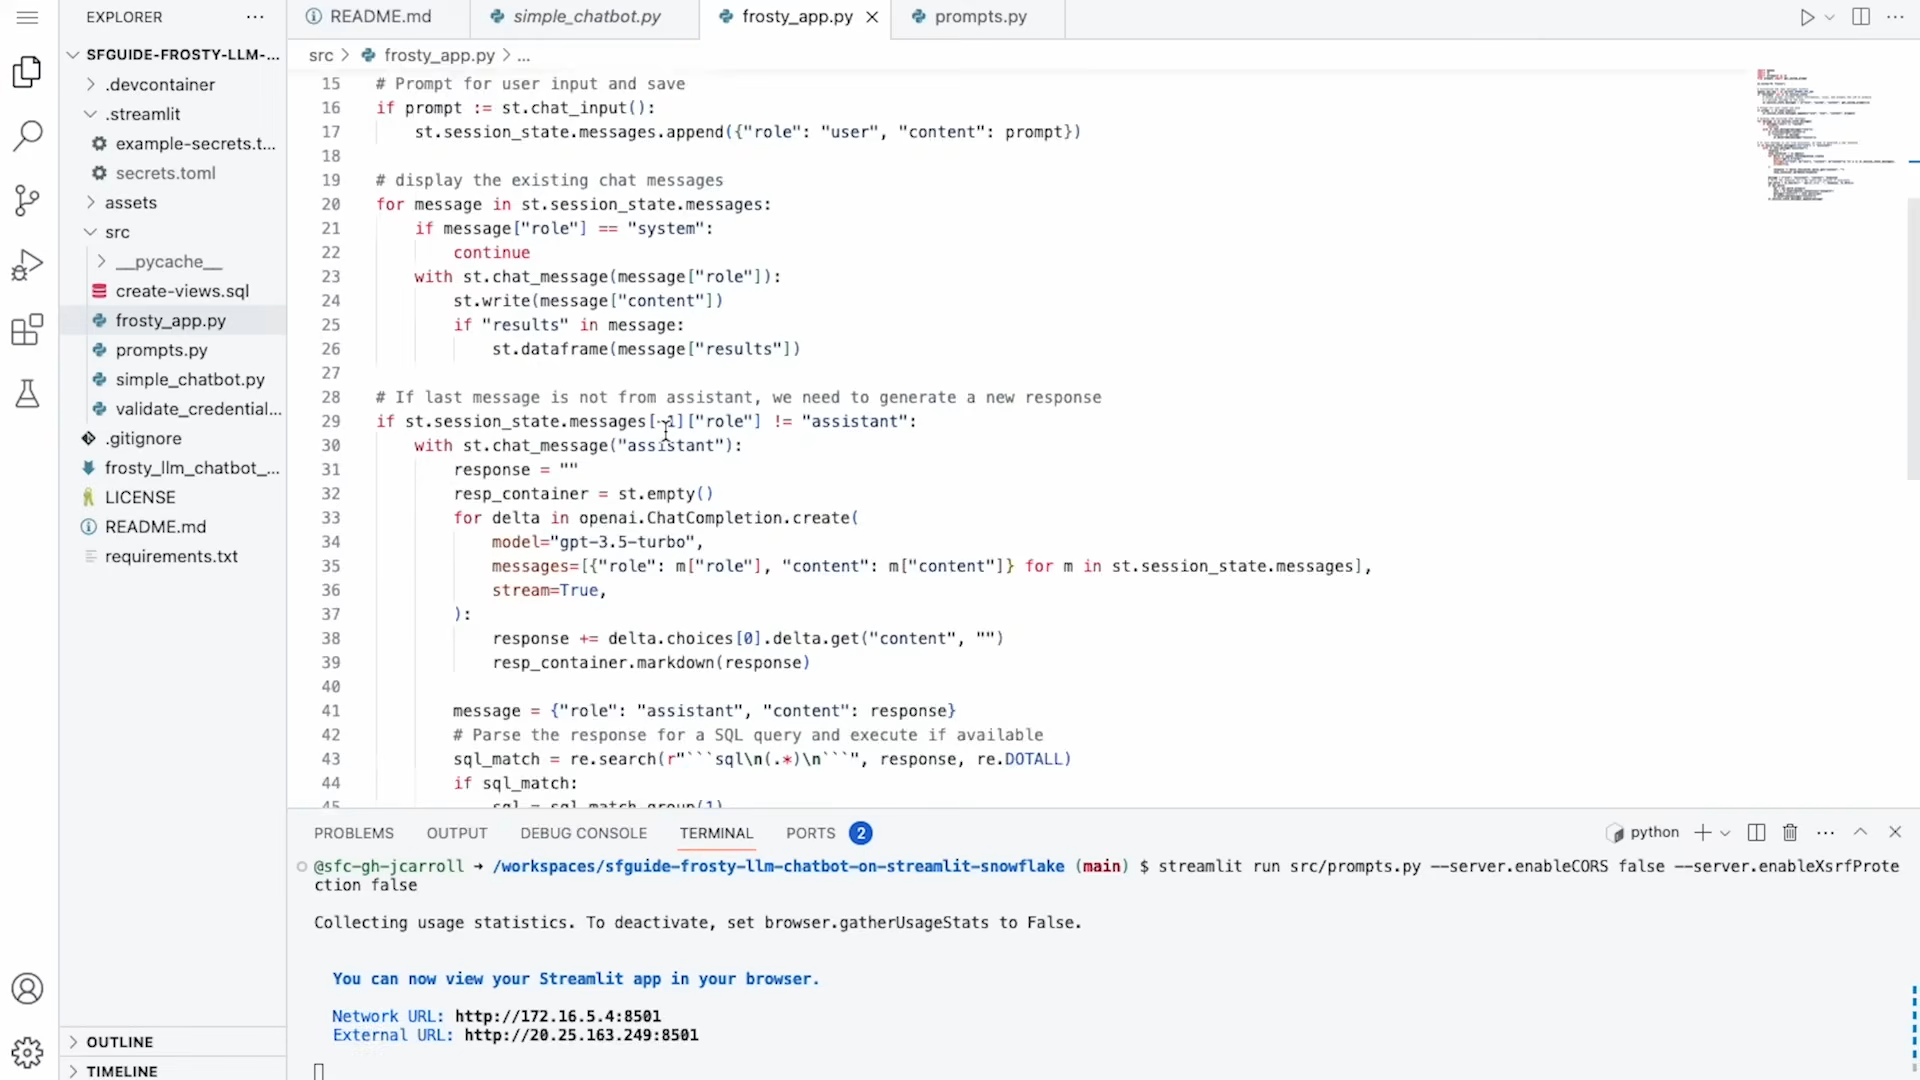 EXPLORER
SFGUIDE-FROSTY-LLM-...
.devcontainer
.streamlit
example-secrets.t...
secrets.toml
assets
src
__pycache__
create-views.sql
frosty_app.py
prompts.py
simple_chatbot.py
validate_credential...
.gitignore
frosty_llm_chatbot_...
LICENSE
README.md
requirements.txt
OUTLINE
TIMELINE
README.md simple_chatbot.py frosty_app.py prompts.py
src > frosty_app.py > ...
15 # Prompt for user input and save
16 if prompt := st.chat_input():
17     st.session_state.messages.append({"role": "user", "content": prompt})
18
19 # display the existing chat messages
20 for message in st.session_state.messages:
21     if message["role"] == "system":
22         continue
23     with st.chat_message(message["role"]):
24         st.write(message["content"])
25         if "results" in message:
26             st.dataframe(message["results"])
27
28 # If last message is not from assistant, we need to generate a new response
29 if st.session_state.messages[-1]["role"] != "assistant":
30     with st.chat_message("assistant"):
31         response = ""
32         resp_container = st.empty()
33         for delta in openai.ChatCompletion.create(
34             model="gpt-3.5-turbo",
35             messages=[{"role": m["role"], "content": m["content"]} for m in st.session_state.messages],
36             stream=True,
37         ):
38             response += delta.choices[0].delta.get("content", "")
39             resp_container.markdown(response)
40
41         message = {"role": "assistant", "content": response}
42         # Parse the response for a SQL query and execute if available
43         sql_match = re.search(r"```sql\n(.*)\n```", response, re.DOTALL)
44         if sql_match:
45             sql = sql_match.group(1)
PROBLEMS OUTPUT DEBUG CONSOLE TERMINAL PORTS 2 python
@sfc-gh-jcarroll → /workspaces/sfguide-frosty-llm-chatbot-on-streamlit-snowflake (main) $ streamlit run src/prompts.py --server.enableCORS false --server.enableXsrfProte
ction false
Collecting usage statistics. To deactivate, set browser.gatherUsageStats to False.
You can now view your Streamlit app in your browser.
Network URL: http://172.16.5.4:8501
External URL: http://20.25.163.249:8501